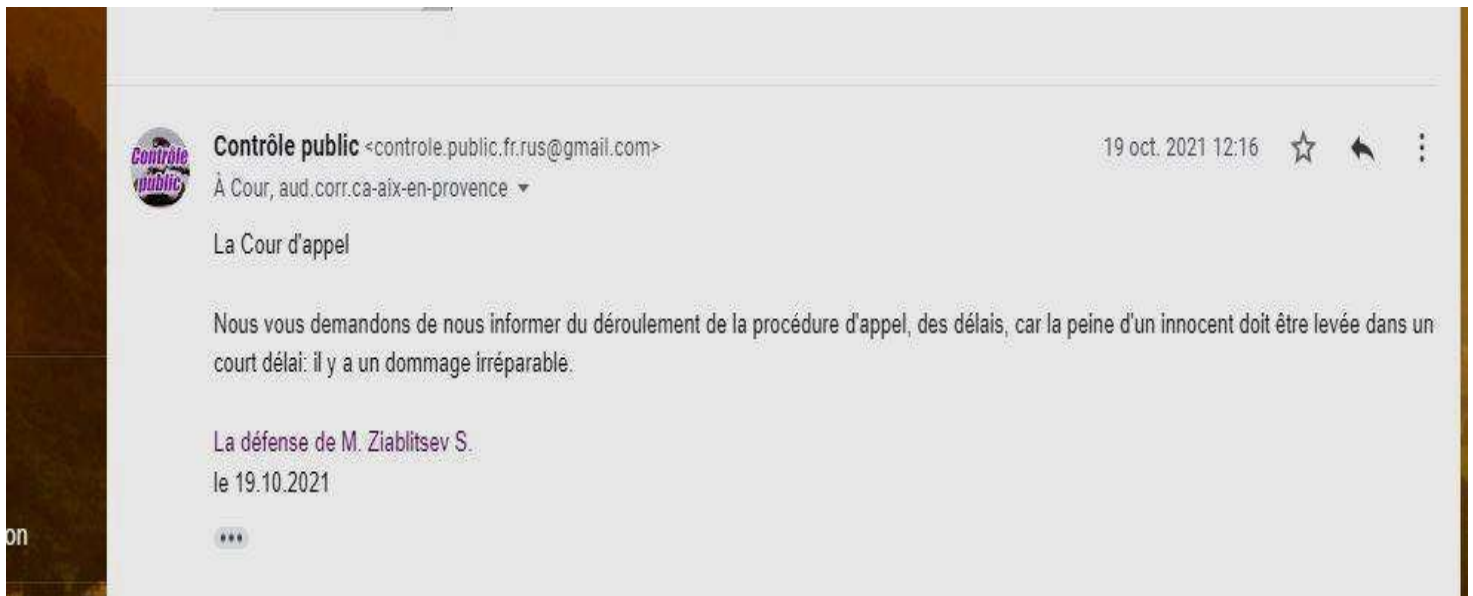 Contrôle public
Contrôle public <controle.public.fr.rus@gmail.com>
19 oct. 2021 12:16
À Cour, aud.corr.ca-aix-en-provence
La Cour d'appel
Nous vous demandons de nous informer du déroulement de la procédure d'appel, des délais, car la peine d'un innocent doit être levée dans un
court délai: il y a un dommage irréparable.
La défense de M. Ziablitsev S.
le 19.10.2021
on